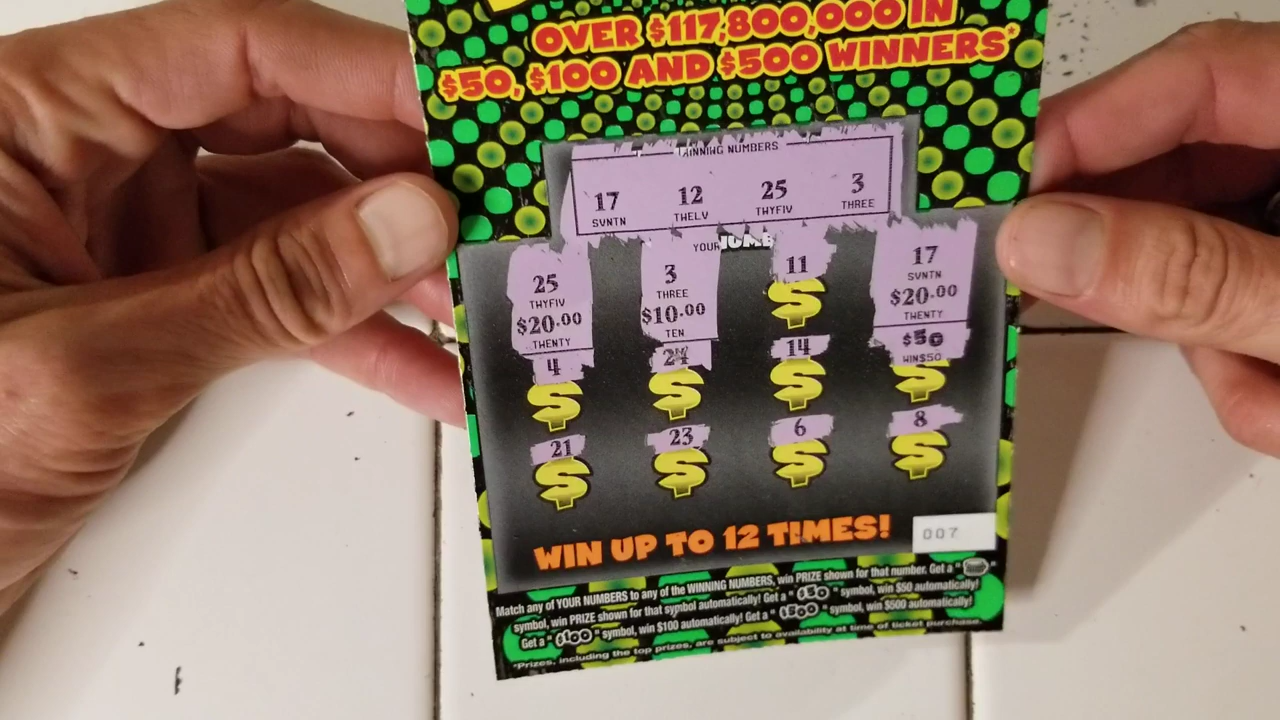 OVER $117,800,000 IN
$50, $100 AND $500 WINNERS*
WINNING NUMBERS
17 12 25 3
SVNTN TWELV TWYFIV THREE
YOUR NUMB
25 3 11 17
TWYFIV THREE SVNTN
$20.00 $10.00 $20.00
TWENTY TEN TWENTY
4 24 14 $50
WIN$50
21 23 6 8
WIN UP TO 12 TIMES!
007
Match any of YOUR NUMBERS to any of the WINNING NUMBERS, win PRIZE shown for that number. Get a " "
symbol, win PRIZE shown for that symbol automatically! Get a "$50" symbol, win $50 automatically!
Get a "$100" symbol, win $100 automatically! Get a "$500" symbol, win $500 automatically!
*Prizes, including the top prizes, are subject to availability at time of ticket purchase.